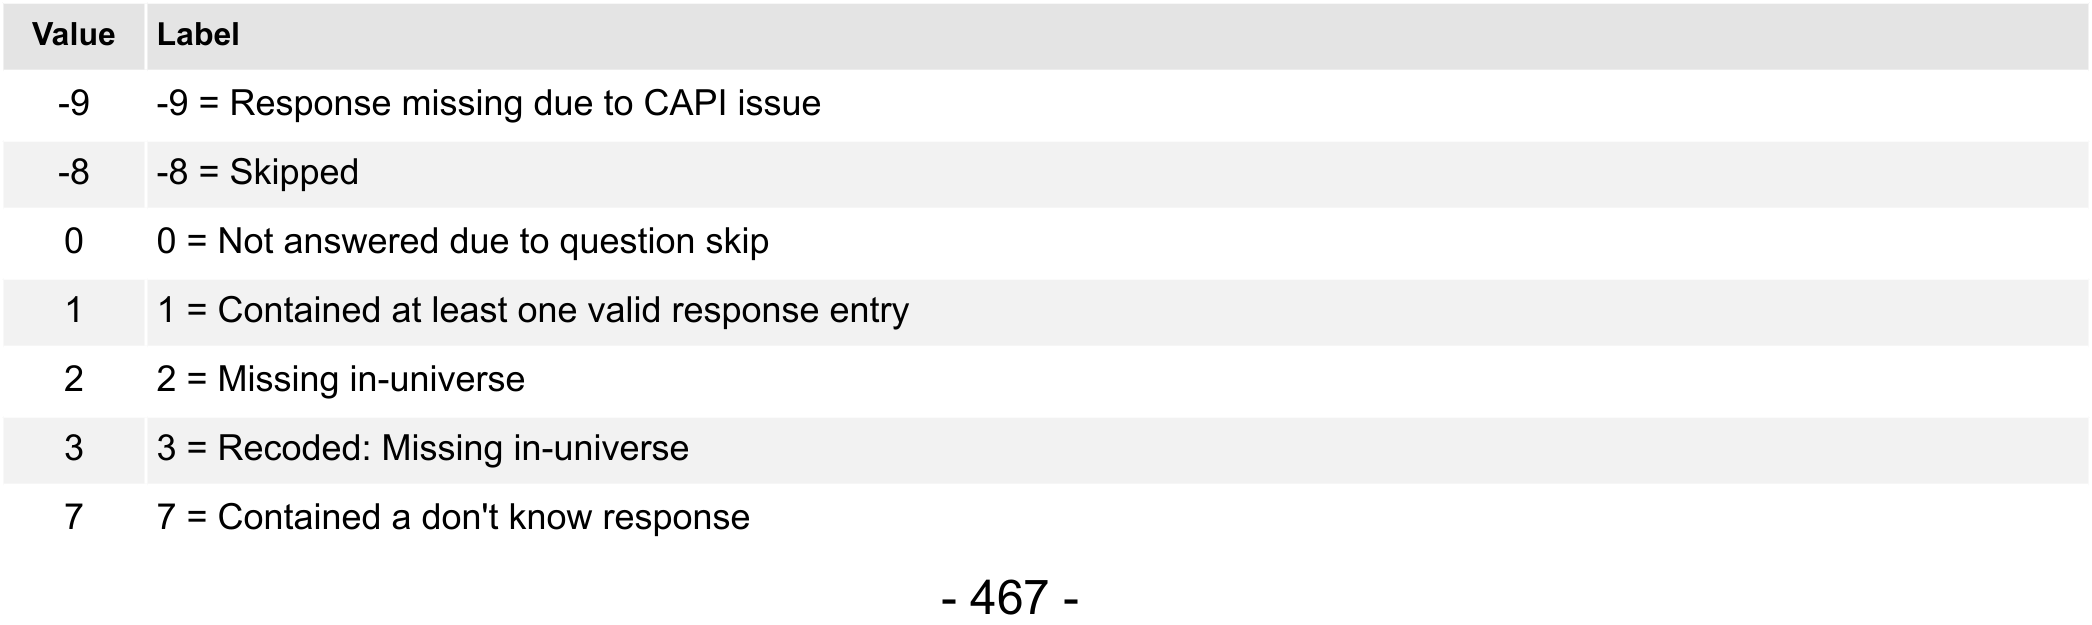 Value Label
-9 -9 = Response missing due to CAPI issue
-8 -8 = Skipped
0 0 = Not answered due to question skip
1 1 = Contained at least one valid response entry
2 2 = Missing in-universe
3 3 = Recoded: Missing in-universe
7 7 = Contained a don't know response
- 467 -